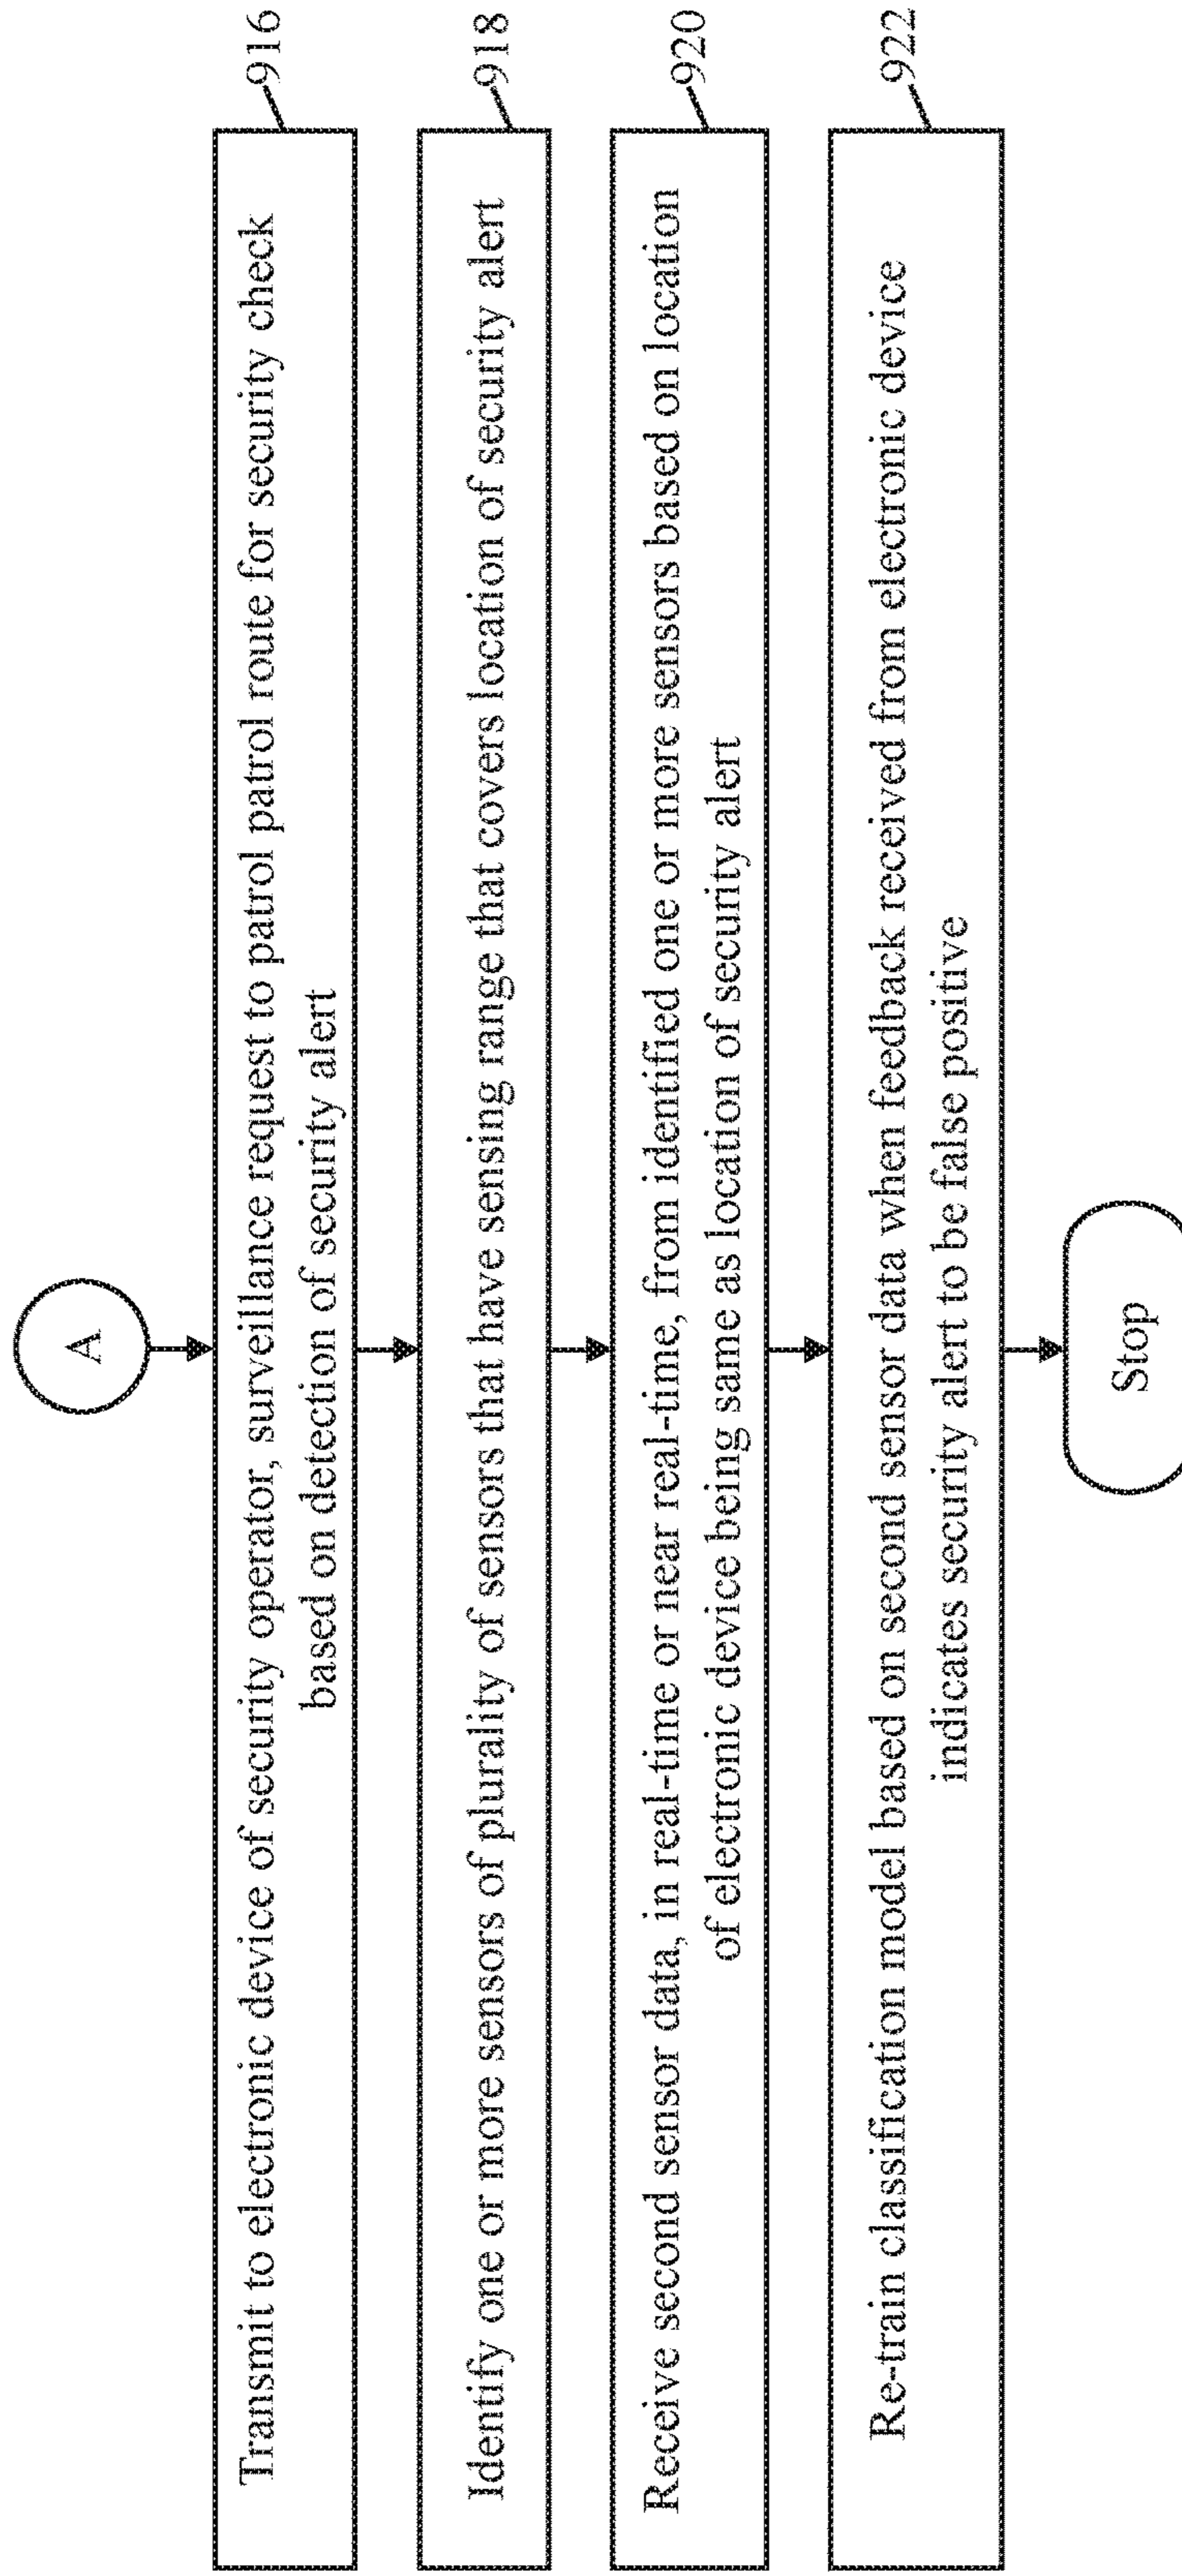 A
Transmit to electronic device of security operator, surveillance request to patrol patrol route for security check
based on detection of security alert
916
Identify one or more sensors of plurality of sensors that have sensing range that covers location of security alert
918
Receive second sensor data, in real-time or near real-time, from identified one or more sensors based on location
of electronic device being same as location of security alert
920
Re-train classification model based on second sensor data when feedback received from electronic device
indicates security alert to be false positive
922
Stop